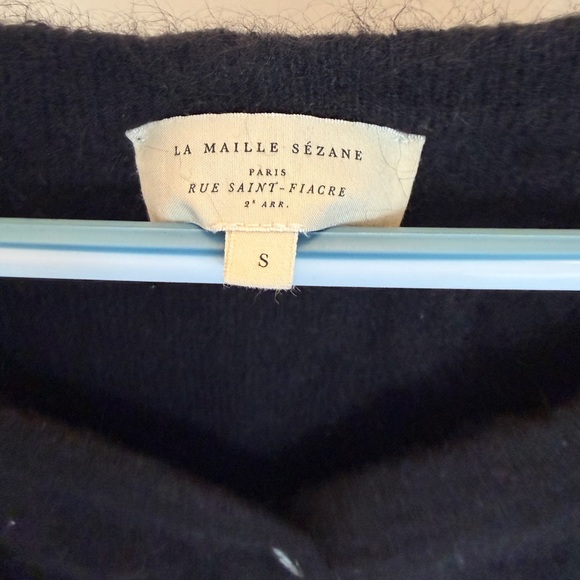 LA MAILLE SÉZANE
PARIS
RUE SAINT-FIACRE
2ᵉ ARR.
S